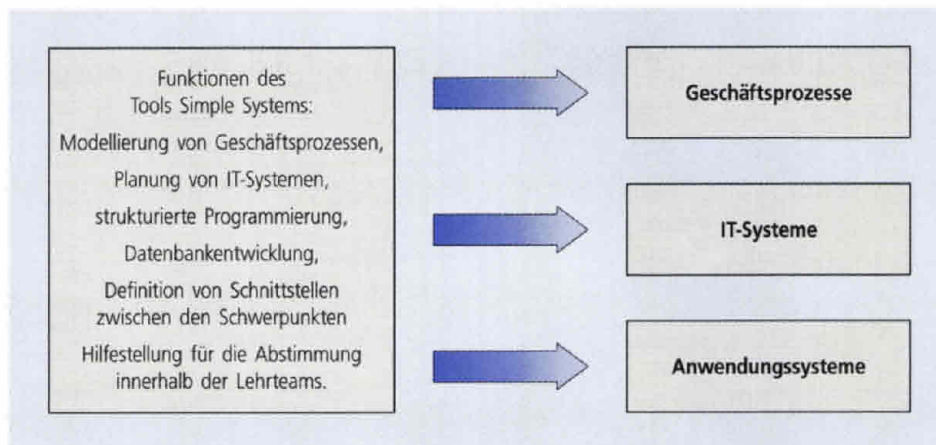 Funktionen des
Tools Simple Systems:
Modellierung von Geschäftsprozessen,
Planung von IT-Systemen,
strukturierte Programmierung,
Datenbankentwicklung,
Definition von Schnittstellen
zwischen den Schwerpunkten
Hilfestellung für die Abstimmung
innerhalb der Lehrteams.
Geschäftsprozesse
IT-Systeme
Anwendungssysteme